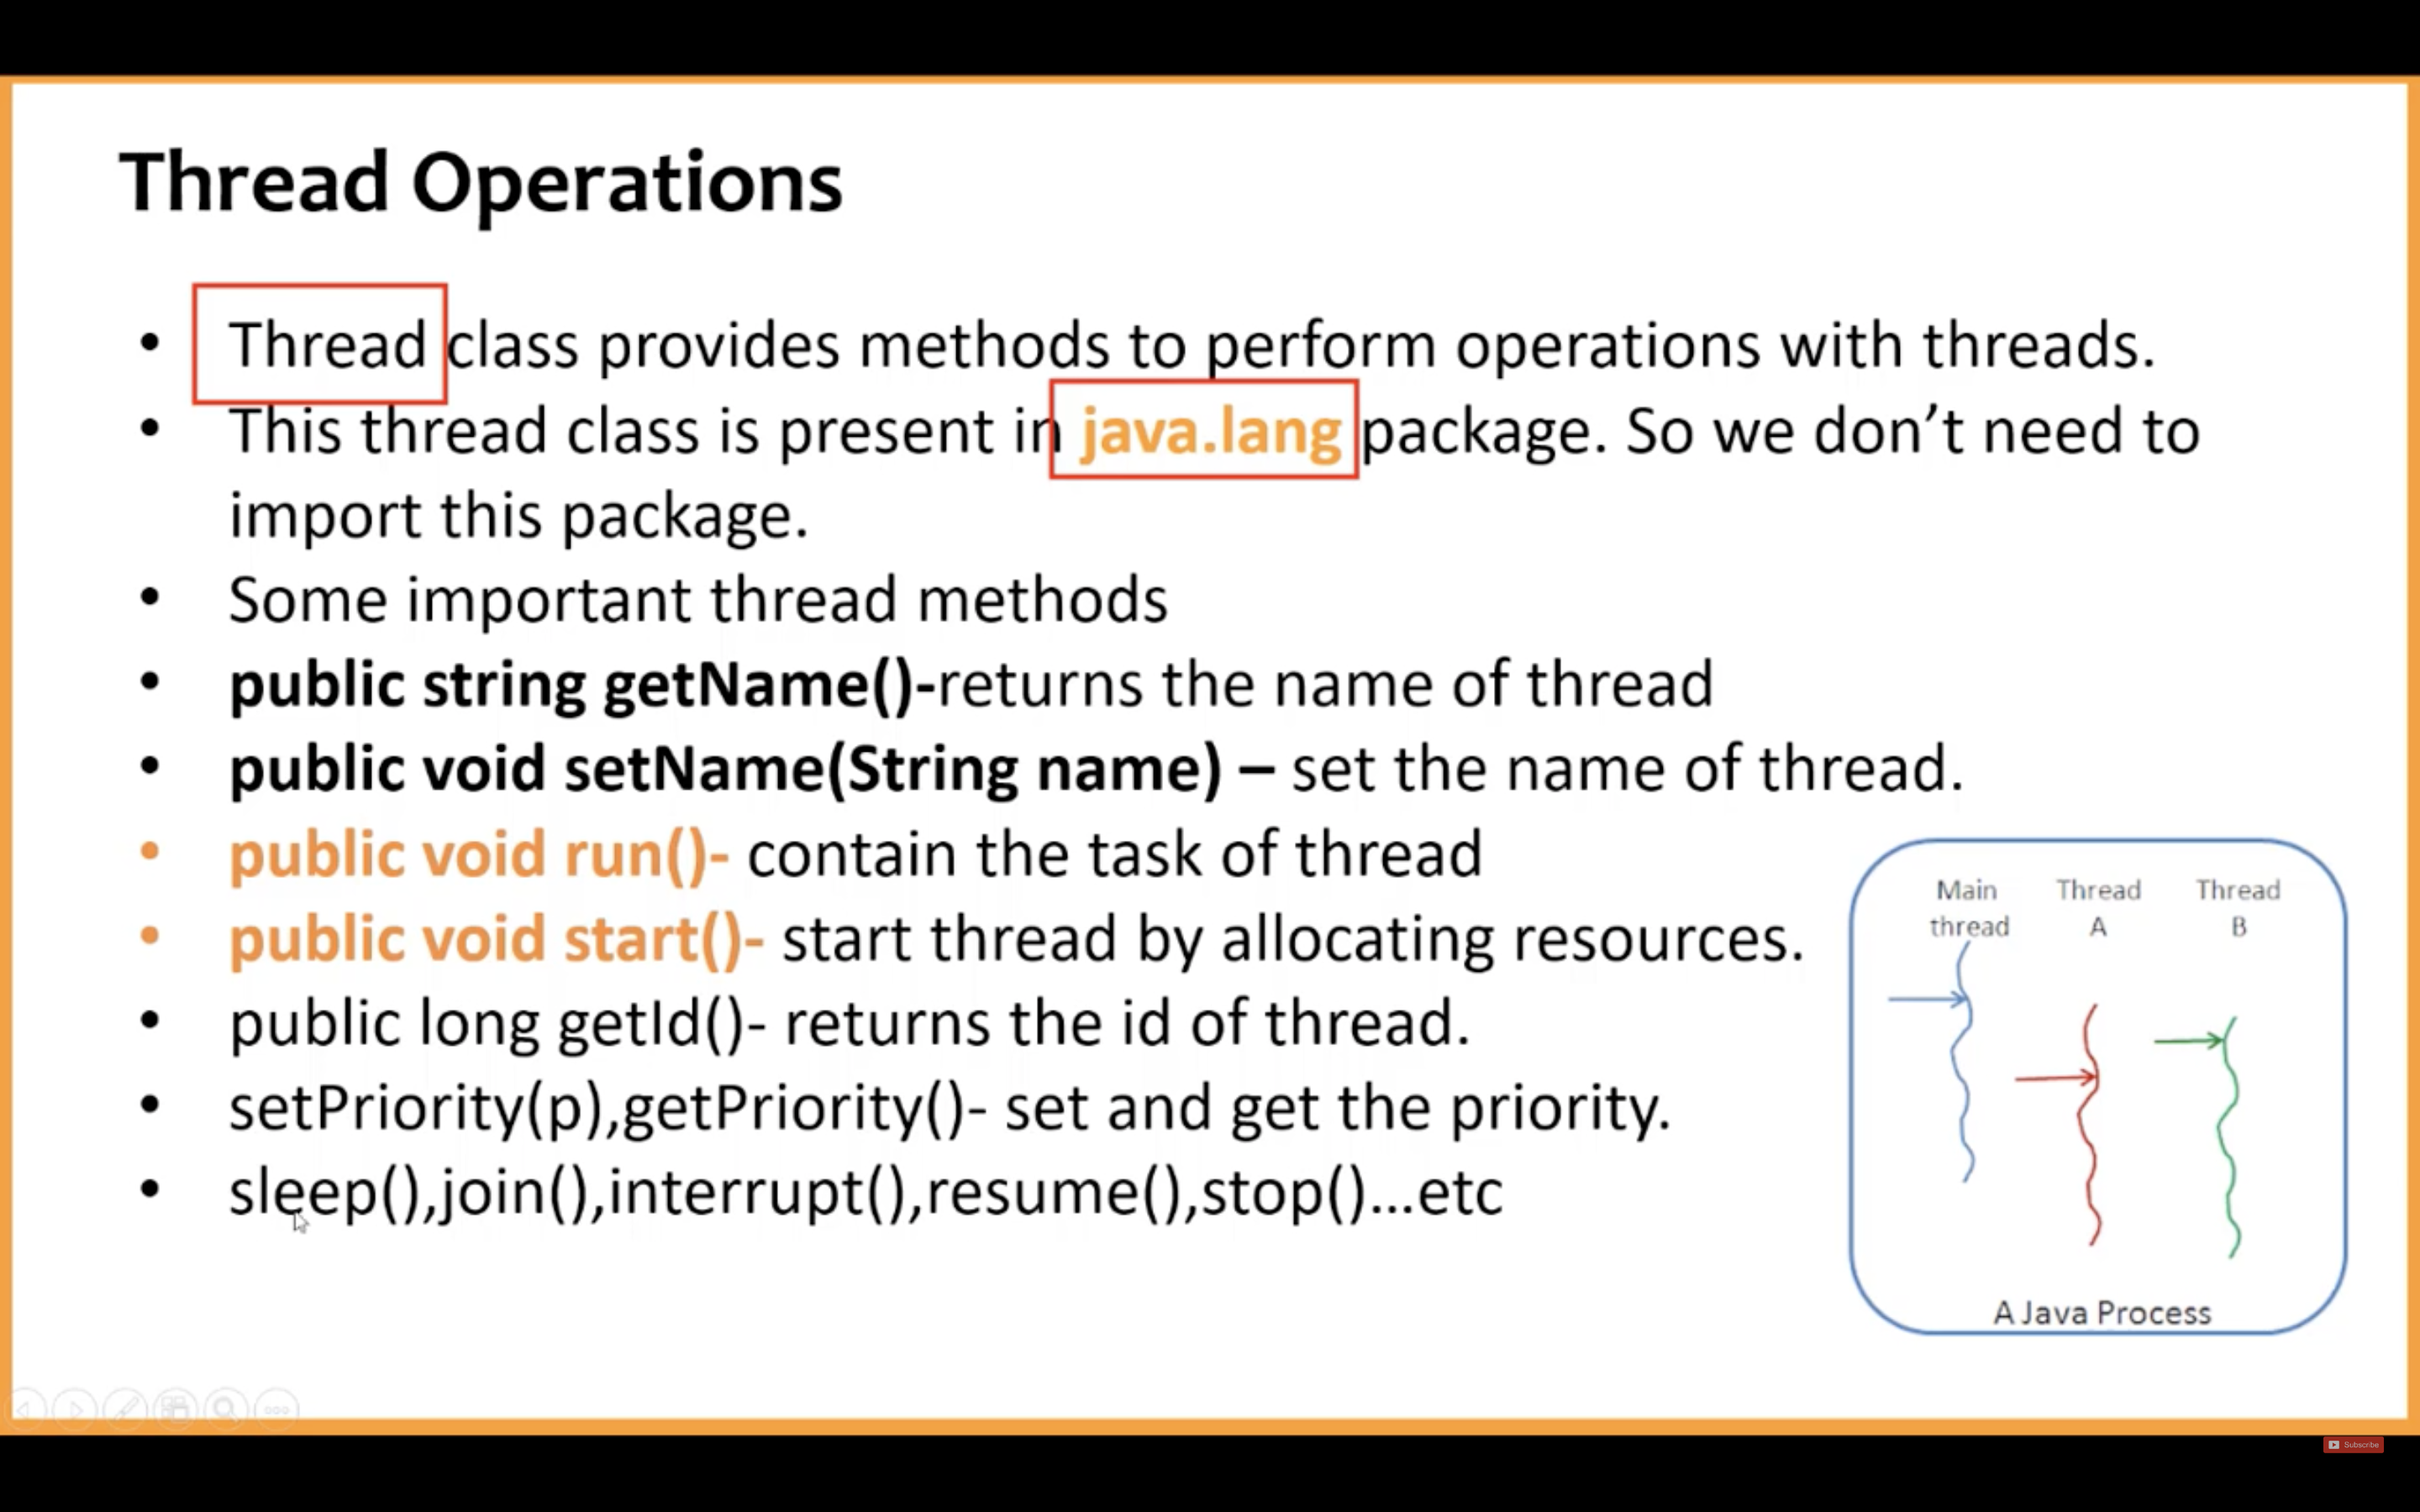 Thread Operations
• Thread class provides methods to perform operations with threads.
• This thread class is present in java.lang package. So we don’t need to
import this package.
• Some important thread methods
• public string getName()-returns the name of thread
• public void setName(String name) – set the name of thread.
• public void run()- contain the task of thread
• public void start()- start thread by allocating resources.
• public long getId()- returns the id of thread.
• setPriority(p),getPriority()- set and get the priority.
• sleep(),join(),interrupt(),resume(),stop()...etc
Main thread
Thread A
Thread B
A Java Process
Subscribe